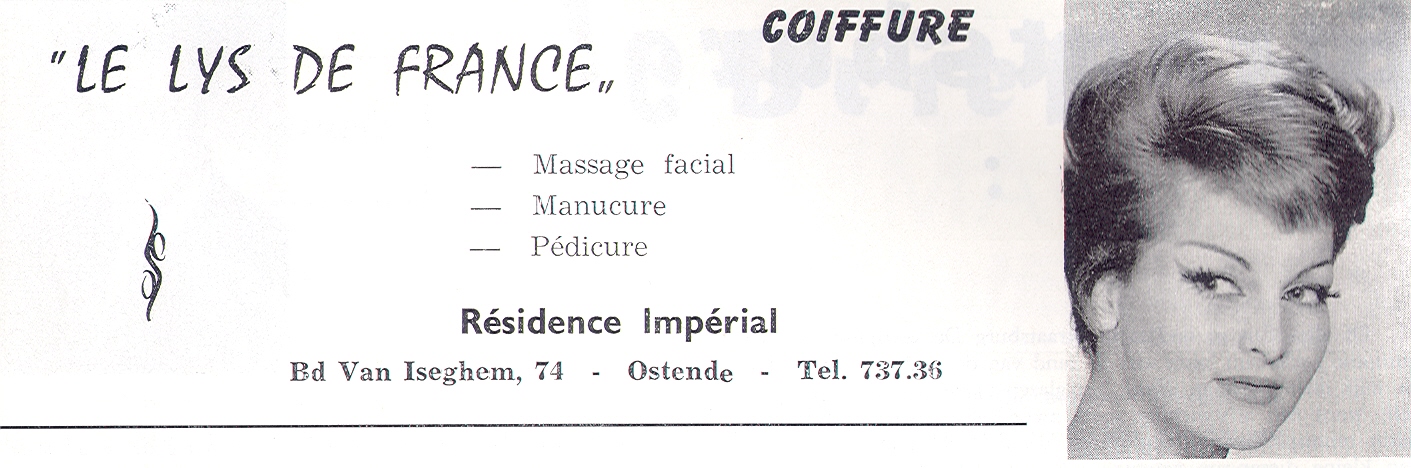 COIFFURE
"LE LYS DE FRANCE„
— Massage facial
— Manucure
— Pédicure
Résidence Impérial
Bd Van Iseghem, 74 - Ostende - Tel. 737.36